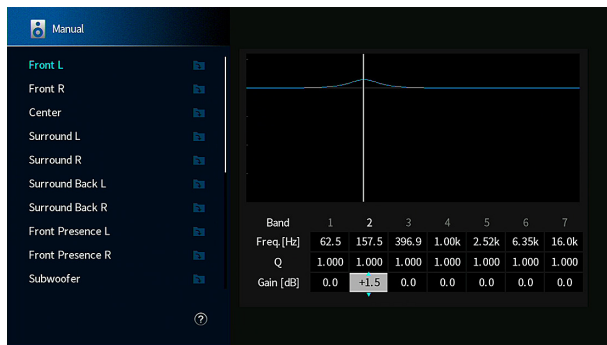 Manual
Front L
Front R
Center
Surround L
Surround R
Surround Back L
Surround Back R
Front Presence L
Front Presence R
Subwoofer
?
Band 1 2 3 4 5 6 7
Freq.[Hz] 62.5 157.5 396.9 1.00k 2.52k 6.35k 16.0k
Q 1.000 1.000 1.000 1.000 1.000 1.000 1.000
Gain [dB] 0.0 +1.5 0.0 0.0 0.0 0.0 0.0